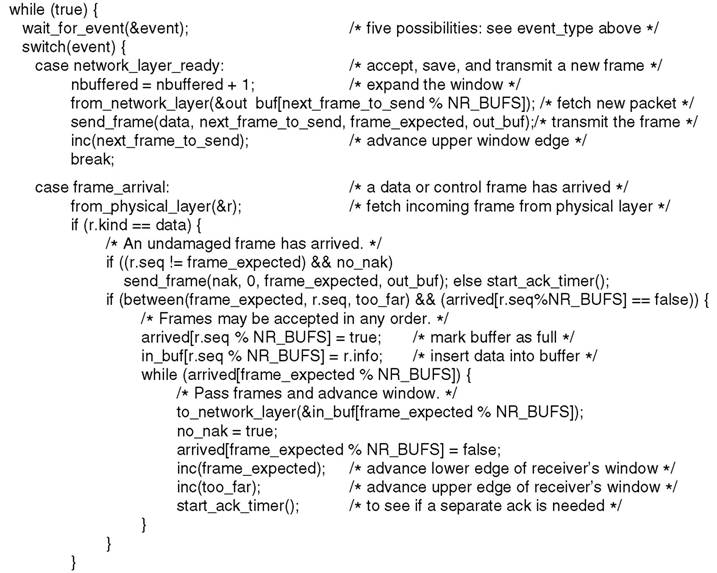 while (true) {
wait_for_event(&event); /* five possibilities: see event_type above */
switch(event) {
case network_layer_ready: /* accept, save, and transmit a new frame */
nbuffered = nbuffered + 1; /* expand the window */
from_network_layer(&out buf[next_frame_to_send % NR_BUFS]); /* fetch new packet */
send_frame(data, next_frame_to_send, frame_expected, out_buf);/* transmit the frame */
inc(next_frame_to_send); /* advance upper window edge */
break;
case frame_arrival: /* a data or control frame has arrived */
from_physical_layer(&r); /* fetch incoming frame from physical layer */
if (r.kind == data) {
/* An undamaged frame has arrived. */
if ((r.seq != frame_expected) && no_nak)
send_frame(nak, 0, frame_expected, out_buf); else start_ack_timer();
if (between(frame_expected, r.seq, too_far) && (arrived[r.seq%NR_BUFS] == false)) {
/* Frames may be accepted in any order. */
arrived[r.seq % NR_BUFS] = true; /* mark buffer as full */
in_buf[r.seq % NR_BUFS] = r.info; /* insert data into buffer */
while (arrived[frame_expected % NR_BUFS]) {
/* Pass frames and advance window. */
to_network_layer(&in_buf[frame_expected % NR_BUFS]);
no_nak = true;
arrived[frame_expected % NR_BUFS] = false;
inc(frame_expected); /* advance lower edge of receiver's window */
inc(too_far); /* advance upper edge of receiver's window */
start_ack_timer(); /* to see if a separate ack is needed */
}
}
}